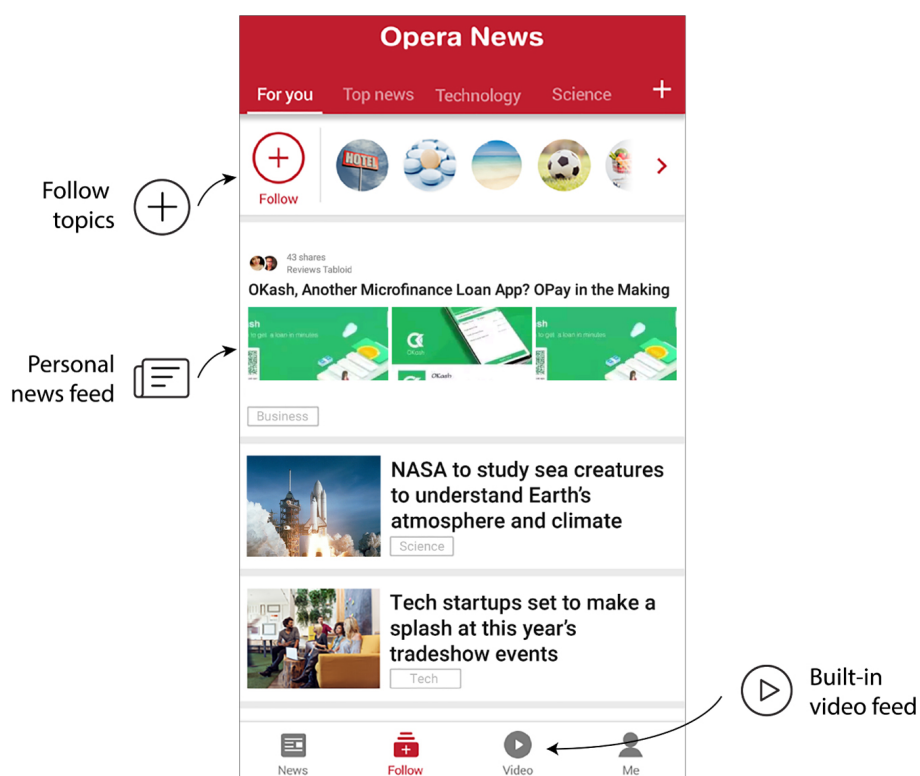 Opera News
For you Top news Technology Science
HOTEL
Follow
Follow
topics
43 shares
Reviews Tabloid
OKash, Another Microfinance Loan App? OPay in the Making
OKash
OKash
Personal
news feed
Business
NASA to study sea creatures
to understand Earth's
atmosphere and climate
Science
Tech startups set to make a
splash at this year's
tradeshow events
Tech
Built-in
video feed
News Follow Video Me